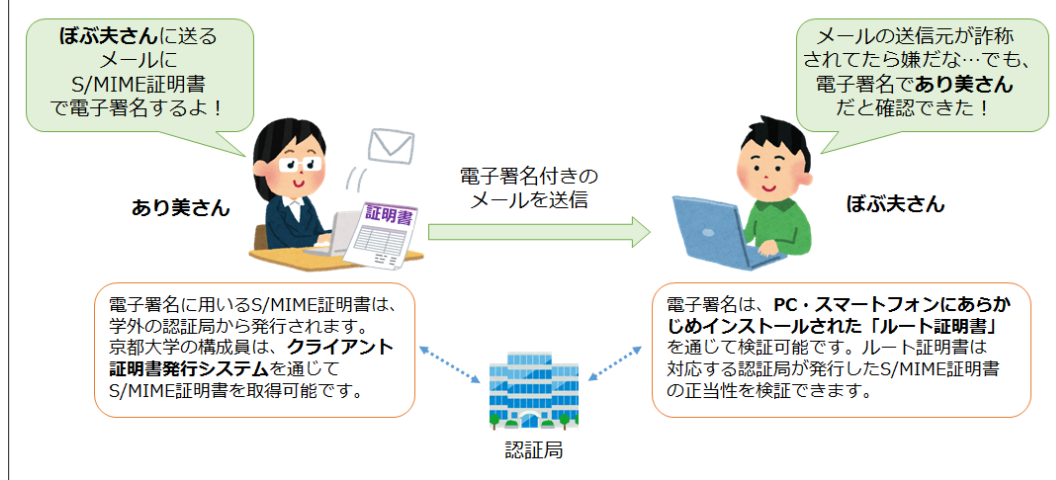 ぼぶ夫さんに送る
メールに
S/MIME証明書
で電子署名するよ！
メールの送信元が詐称
されてたら嫌だな…でも、
電子署名であり美さん
だと確認できた！
あり美さん
証明書
電子署名付きの
メールを送信
ぼぶ夫さん
電子署名に用いるS/MIME証明書は、
学外の認証局から発行されます。
京都大学の構成員は、クライアント
証明書発行システムを通じて
S/MIME証明書を取得可能です。
電子署名は、PC・スマートフォンにあらか
じめインストールされた「ルート証明書」
を通じて検証可能です。ルート証明書は
対応する認証局が発行したS/MIME証明書
の正当性を検証できます。
認証局